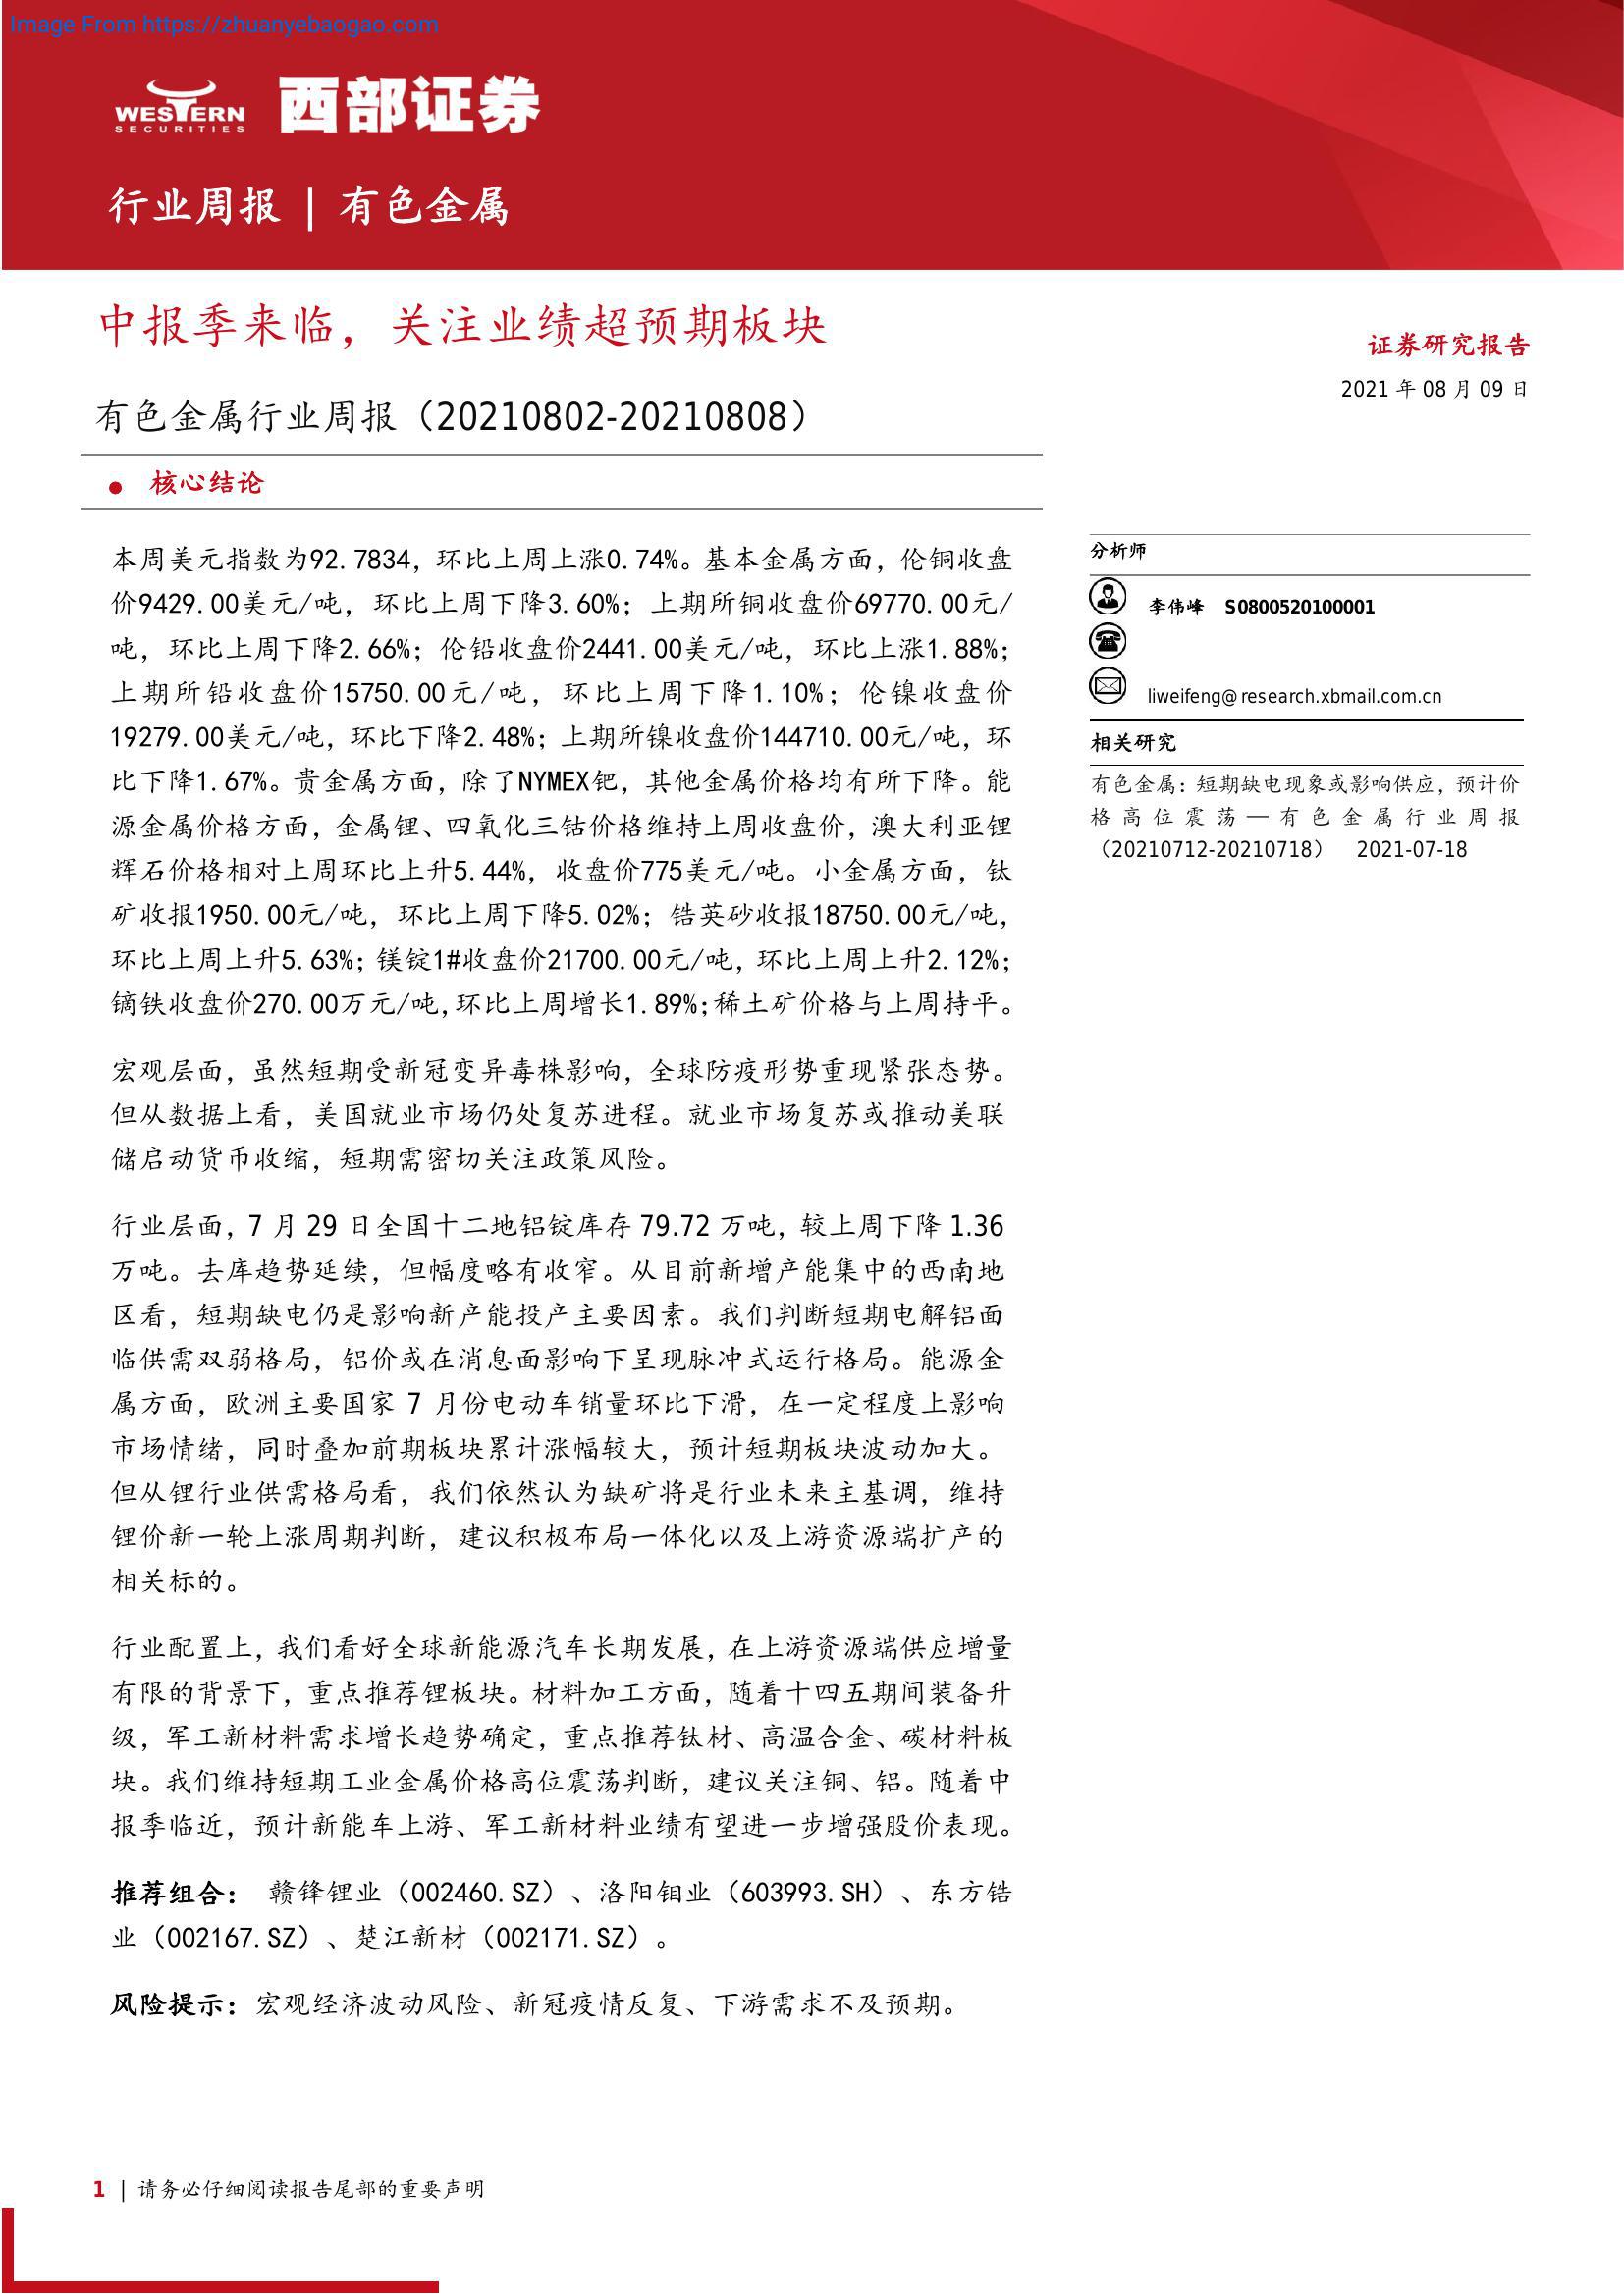 Image From https://zhuanyebaogao.com
WESTERN
SECURITIES
西部证券
行业周报 | 有色金属
中报季来临，关注业绩超预期板块
有色金属行业周报（20210802-20210808）
证券研究报告
2021 年 08 月 09 日
● 核心结论
本周美元指数为92.7834，环比上周上涨0.74%。基本金属方面，伦铜收盘
价9429.00美元/吨，环比上周下降3.60%；上期所铜收盘价69770.00元/
吨，环比上周下降2.66%；伦铅收盘价2441.00美元/吨，环比上涨1.88%；
上期所铅收盘价15750.00元/吨，环比上周下降1.10%；伦镍收盘价
19279.00美元/吨，环比下降2.48%；上期所镍收盘价144710.00元/吨，环
比下降1.67%。贵金属方面，除了NYMEX钯，其他金属价格均有所下降。能
源金属价格方面，金属锂、四氧化三钴价格维持上周收盘价，澳大利亚锂
辉石价格相对上周环比上升5.44%，收盘价775美元/吨。小金属方面，钛
矿收报1950.00元/吨，环比上周下降5.02%；锆英砂收报18750.00元/吨，
环比上周上升5.63%；镁锭1#收盘价21700.00元/吨，环比上周上升2.12%；
镝铁收盘价270.00万元/吨，环比上周增长1.89%；稀土矿价格与上周持平。
宏观层面，虽然短期受新冠变异毒株影响，全球防疫形势重现紧张态势。
但从数据上看，美国就业市场仍处复苏进程。就业市场复苏或推动美联
储启动货币收缩，短期需密切关注政策风险。
行业层面，7 月 29 日全国十二地铝锭库存 79.72 万吨，较上周下降 1.36
万吨。去库趋势延续，但幅度略有收窄。从目前新增产能集中的西南地
区看，短期缺电仍是影响新产能投产主要因素。我们判断短期电解铝面
临供需双弱格局，铝价或在消息面影响下呈现脉冲式运行格局。能源金
属方面，欧洲主要国家 7 月份电动车销量环比下滑，在一定程度上影响
市场情绪，同时叠加前期板块累计涨幅较大，预计短期板块波动加大。
但从锂行业供需格局看，我们依然认为缺矿将是行业未来主基调，维持
锂价新一轮上涨周期判断，建议积极布局一体化以及上游资源端扩产的
相关标的。
行业配置上，我们看好全球新能源汽车长期发展，在上游资源端供应增量
有限的背景下，重点推荐锂板块。材料加工方面，随着十四五期间装备升
级，军工新材料需求增长趋势确定，重点推荐钛材、高温合金、碳材料板
块。我们维持短期工业金属价格高位震荡判断，建议关注铜、铝。随着中
报季临近，预计新能车上游、军工新材料业绩有望进一步增强股价表现。
推荐组合： 赣锋锂业（002460.SZ）、洛阳钼业（603993.SH）、东方锆
业（002167.SZ）、楚江新材（002171.SZ）。
风险提示：宏观经济波动风险、新冠疫情反复、下游需求不及预期。
分析师
李伟峰 S0800520100001
liweifeng@research.xbmail.com.cn
相关研究
有色金属：短期缺电现象或影响供应，预计价
格高位震荡—有色金属行业周报
（20210712-20210718） 2021-07-18
1 | 请务必仔细阅读报告尾部的重要声明